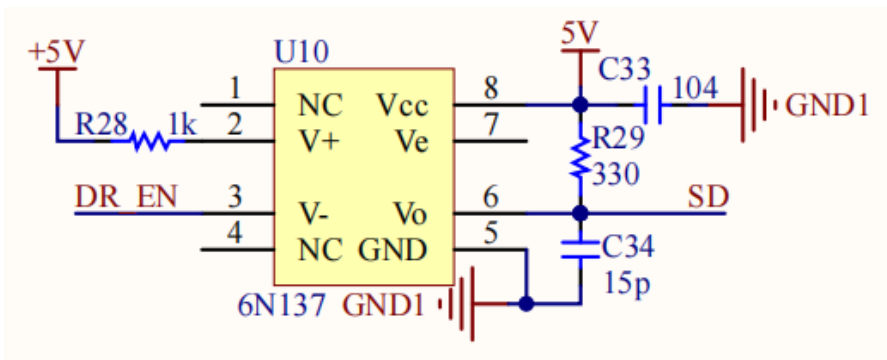 +5V
U10
5V
C33
104
GND1
1
NC
Vcc
8
R28
1k
2
V+
Ve
7
R29
330
DR_EN
3
V-
Vo
6
SD
4
NC
GND
5
C34
15p
6N137
GND1